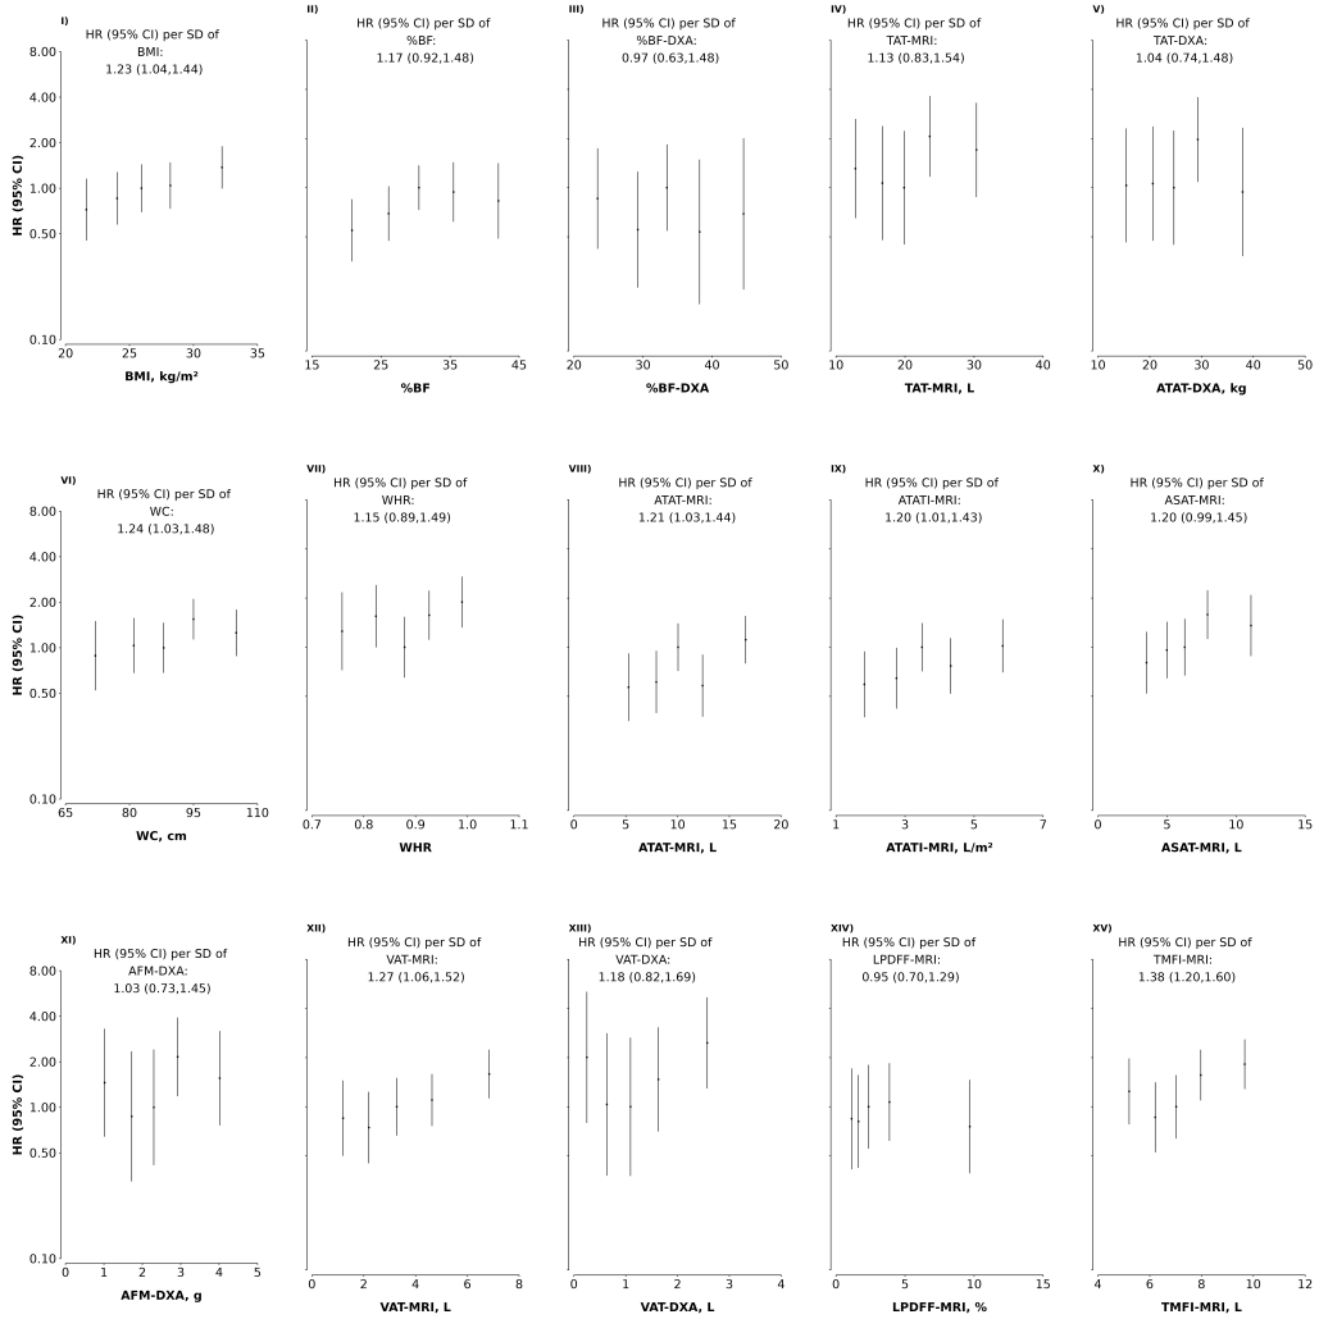 I)
HR (95% CI) per SD of
BMI:
1.23 (1.04,1.44)
8.00
4.00
2.00
1.00
0.50
0.10
HR (95% CI)
20 25 30 35
BMI, kg/m²
II)
HR (95% CI) per SD of
%BF:
1.17 (0.92,1.48)
15 25 35 45
%BF
III)
HR (95% CI) per SD of
%BF-DXA:
0.97 (0.63,1.48)
20 30 40 50
%BF-DXA
IV)
HR (95% CI) per SD of
TAT-MRI:
1.13 (0.83,1.54)
10 20 30 40
TAT-MRI, L
V)
HR (95% CI) per SD of
TAT-DXA:
1.04 (0.74,1.48)
10 20 30 40 50
ATAT-DXA, kg
VI)
HR (95% CI) per SD of
WC:
1.24 (1.03,1.48)
8.00
4.00
2.00
1.00
0.50
0.10
HR (95% CI)
65 80 95 110
WC, cm
VII)
HR (95% CI) per SD of
WHR:
1.15 (0.89,1.49)
0.7 0.8 0.9 1.0 1.1
WHR
VIII)
HR (95% CI) per SD of
ATAT-MRI:
1.21 (1.03,1.44)
0 5 10 15 20
ATAT-MRI, L
IX)
HR (95% CI) per SD of
ATATI-MRI:
1.20 (1.01,1.43)
1 3 5 7
ATATI-MRI, L/m²
X)
HR (95% CI) per SD of
ASAT-MRI:
1.20 (0.99,1.45)
0 5 10 15
ASAT-MRI, L
XI)
HR (95% CI) per SD of
AFM-DXA:
1.03 (0.73,1.45)
8.00
4.00
2.00
1.00
0.50
0.10
HR (95% CI)
0 1 2 3 4 5
AFM-DXA, g
XII)
HR (95% CI) per SD of
VAT-MRI:
1.27 (1.06,1.52)
0 2 4 6 8
VAT-MRI, L
XIII)
HR (95% CI) per SD of
VAT-DXA:
1.18 (0.82,1.69)
0 1 2 3 4
VAT-DXA, L
XIV)
HR (95% CI) per SD of
LPDFF-MRI:
0.95 (0.70,1.29)
0 5 10 15
LPDFF-MRI, %
XV)
HR (95% CI) per SD of
TMFI-MRI:
1.38 (1.20,1.60)
4 6 8 10 12
TMFI-MRI, L